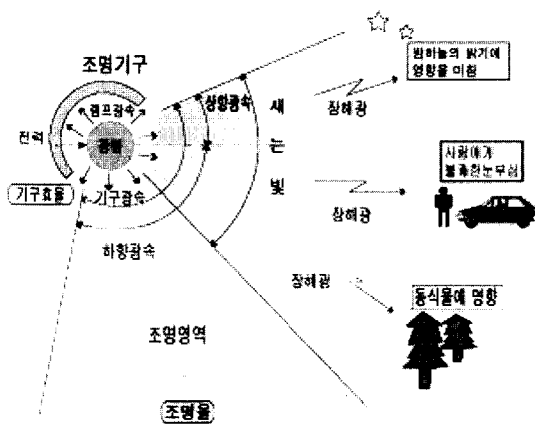 조명기구
램프광속
전력
광원
기구효율
기구광속
하향광속
상향광속
새
는
빛
장해광
밤하늘의 밝기에
영향을 미침
장해광
사람에게
불쾌한눈부심
장해광
동식물에 영향
조명영역
조명율